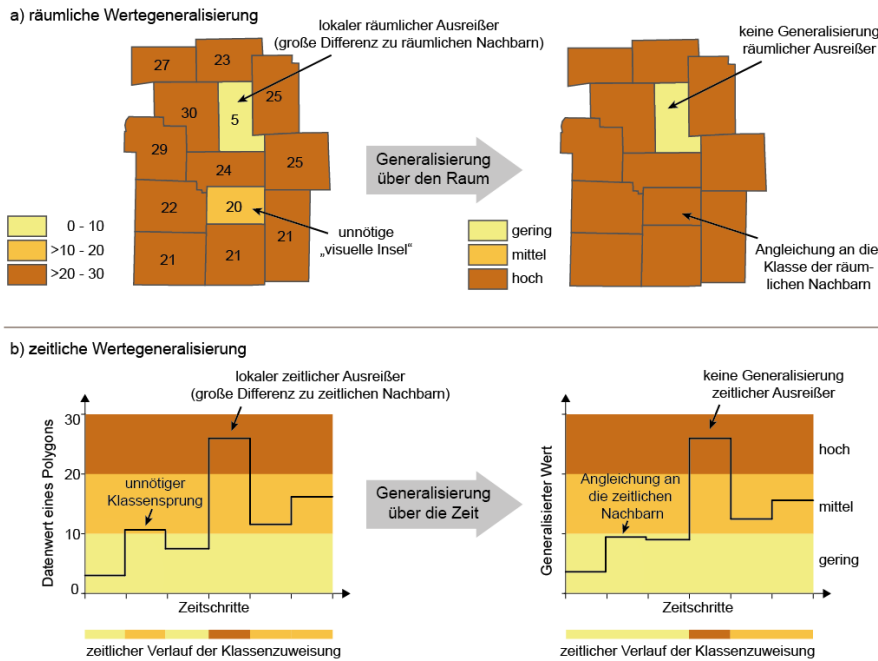 a) räumliche Wertegeneralisierung
lokaler räumlicher Ausreißer
(große Differenz zu räumlichen Nachbarn)
keine Generalisierung
räumlicher Ausreißer
27
23
25
30
5
29
24
25
22
20
21
21
21
0 - 10
>10 - 20
>20 - 30
unnötige
„visuelle Insel“
Generalisierung
über den Raum
gering
mittel
hoch
Angleichung an die
Klasse der räum-
lichen Nachbarn
b) zeitliche Wertegeneralisierung
lokaler zeitlicher Ausreißer
(große Differenz zu zeitlichen Nachbarn)
Datenwert eines Polygons
30
20
10
0
unnötiger
Klassensprung
Zeitschritte
zeitlicher Verlauf der Klassenzuweisung
Generalisierung
über die Zeit
keine Generalisierung
zeitlicher Ausreißer
Generalisierter Wert
Angleichung an
die zeitlichen
Nachbarn
hoch
mittel
gering
Zeitschritte
zeitlicher Verlauf der Klassenzuweisung